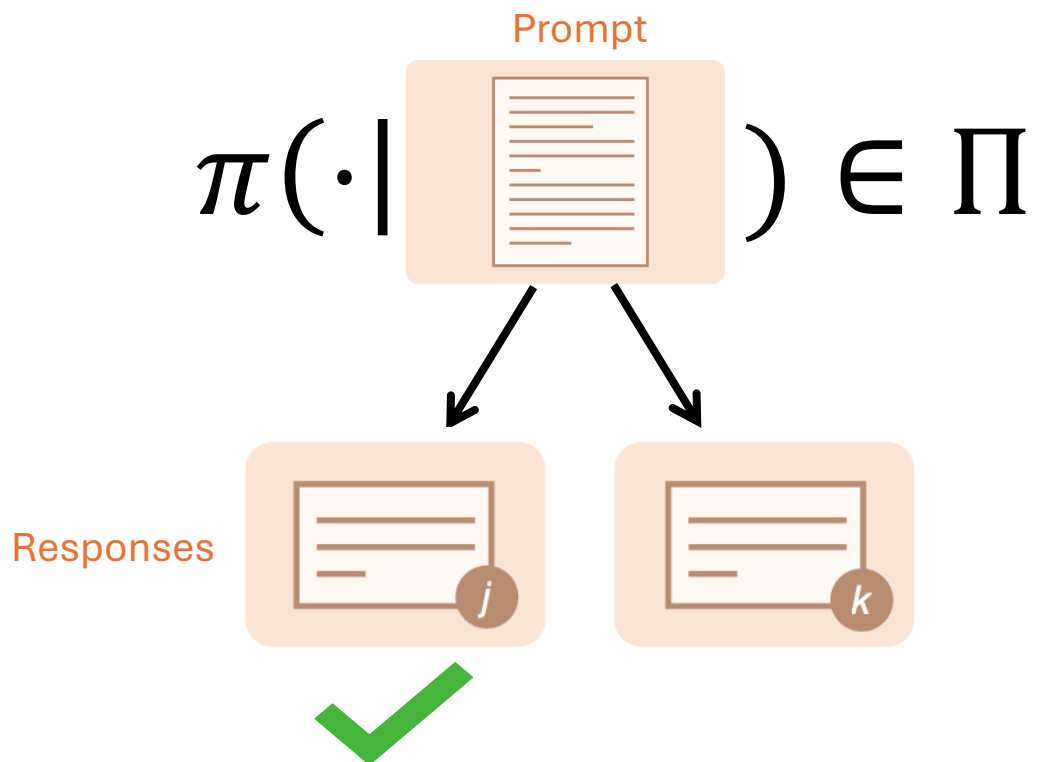 Prompt
π(·| ) ∈ Π
Responses
j
k